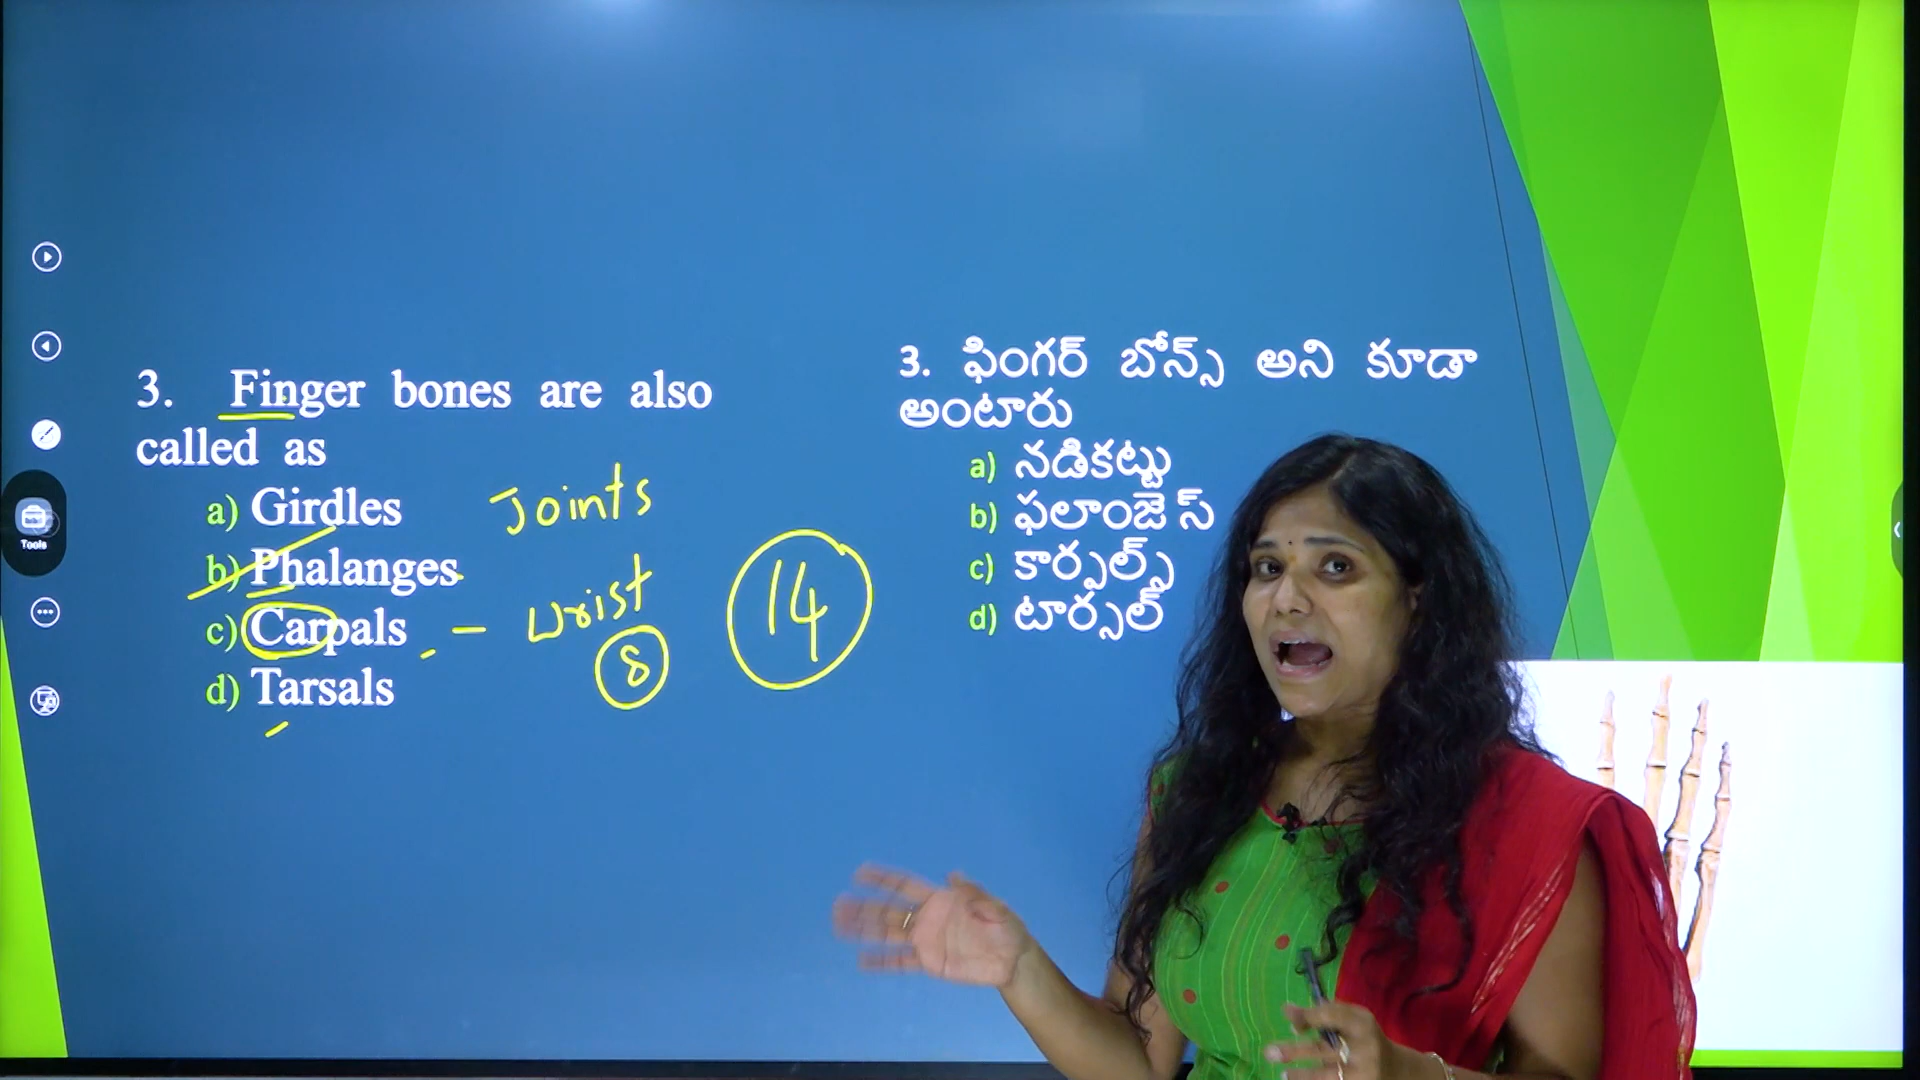 3. Finger bones are also
called as
a) Girdles
b) Phalanges
c) Carpals
d) Tarsals
Joints
- wrist
8
14
3. ఫింగర్ బోన్స్ అని కూడా
అంటారు
a) నడికట్టు
b) ఫలాంజెస్
c) కార్పల్స్
d) టార్సల్
Tools